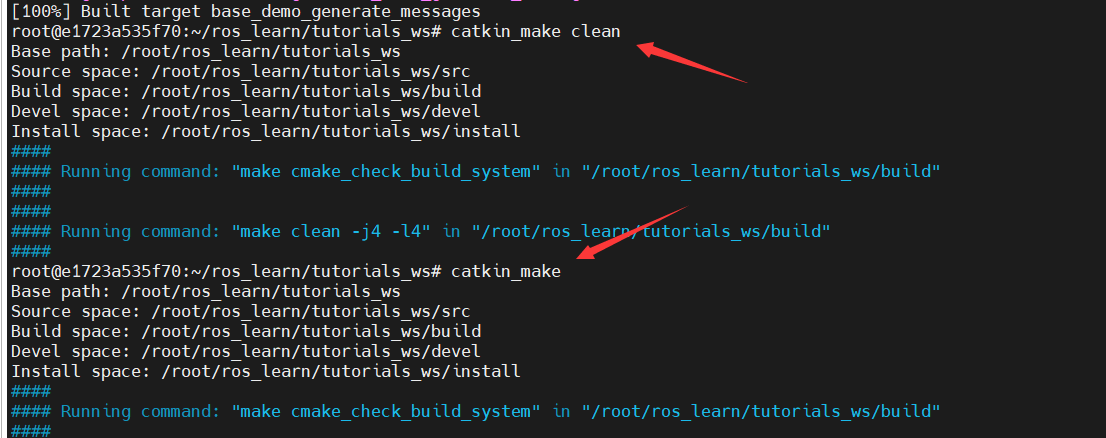 [100%] Built target base_demo_generate_messages
root@e1723a535f70:~/ros_learn/tutorials_ws# catkin_make clean
Base path: /root/ros_learn/tutorials_ws
Source space: /root/ros_learn/tutorials_ws/src
Build space: /root/ros_learn/tutorials_ws/build
Devel space: /root/ros_learn/tutorials_ws/devel
Install space: /root/ros_learn/tutorials_ws/install
####
#### Running command: "make cmake_check_build_system" in "/root/ros_learn/tutorials_ws/build"
####
####
#### Running command: "make clean -j4 -l4" in "/root/ros_learn/tutorials_ws/build"
####
root@e1723a535f70:~/ros_learn/tutorials_ws# catkin_make
Base path: /root/ros_learn/tutorials_ws
Source space: /root/ros_learn/tutorials_ws/src
Build space: /root/ros_learn/tutorials_ws/build
Devel space: /root/ros_learn/tutorials_ws/devel
Install space: /root/ros_learn/tutorials_ws/install
####
#### Running command: "make cmake_check_build_system" in "/root/ros_learn/tutorials_ws/build"
####